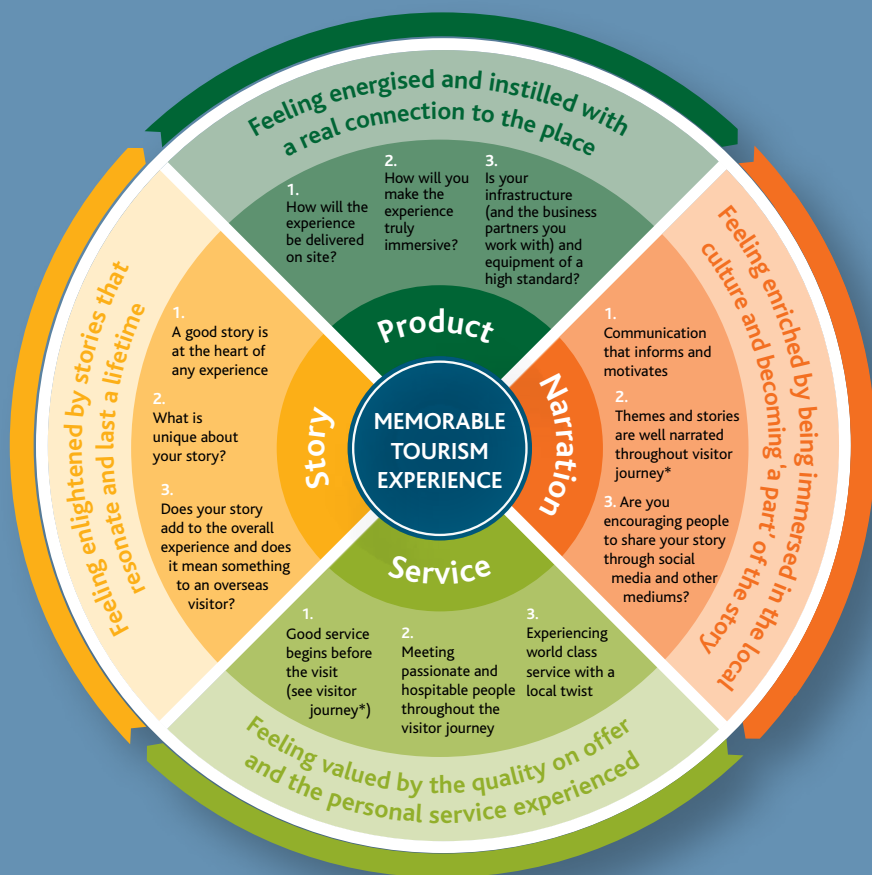 Feeling energised and instilled with
a real connection to the place
1.
How will the
experience
be delivered
on site?
2.
How will you
make the
experience
truly
immersive?
3.
Is your
infrastructure
(and the business
partners you
work with) and
equipment of a
high standard?
Product
Feeling enriched by being immersed in the local
culture and becoming 'a part' of the story
1.
Communication
that informs and
motivates
2.
Themes and stories
are well narrated
throughout visitor
journey*
3. Are you
encouraging people
to share your story
through social
media and other
mediums?
Narration
MEMORABLE
TOURISM
EXPERIENCE
Service
1.
Good service
begins before
the visit
(see visitor
journey*)
2.
Meeting
passionate and
hospitable people
throughout the
visitor journey
3.
Experiencing
world class
service with a
local twist
Feeling valued by the quality on offer
and the personal service experienced
Story
1.
A good story is
at the heart of
any experience
2.
What is
unique about
your story?
3.
Does your story
add to the overall
experience and does
it mean something
to an overseas
visitor?
Feeling enlightened by stories that
resonate and last a lifetime